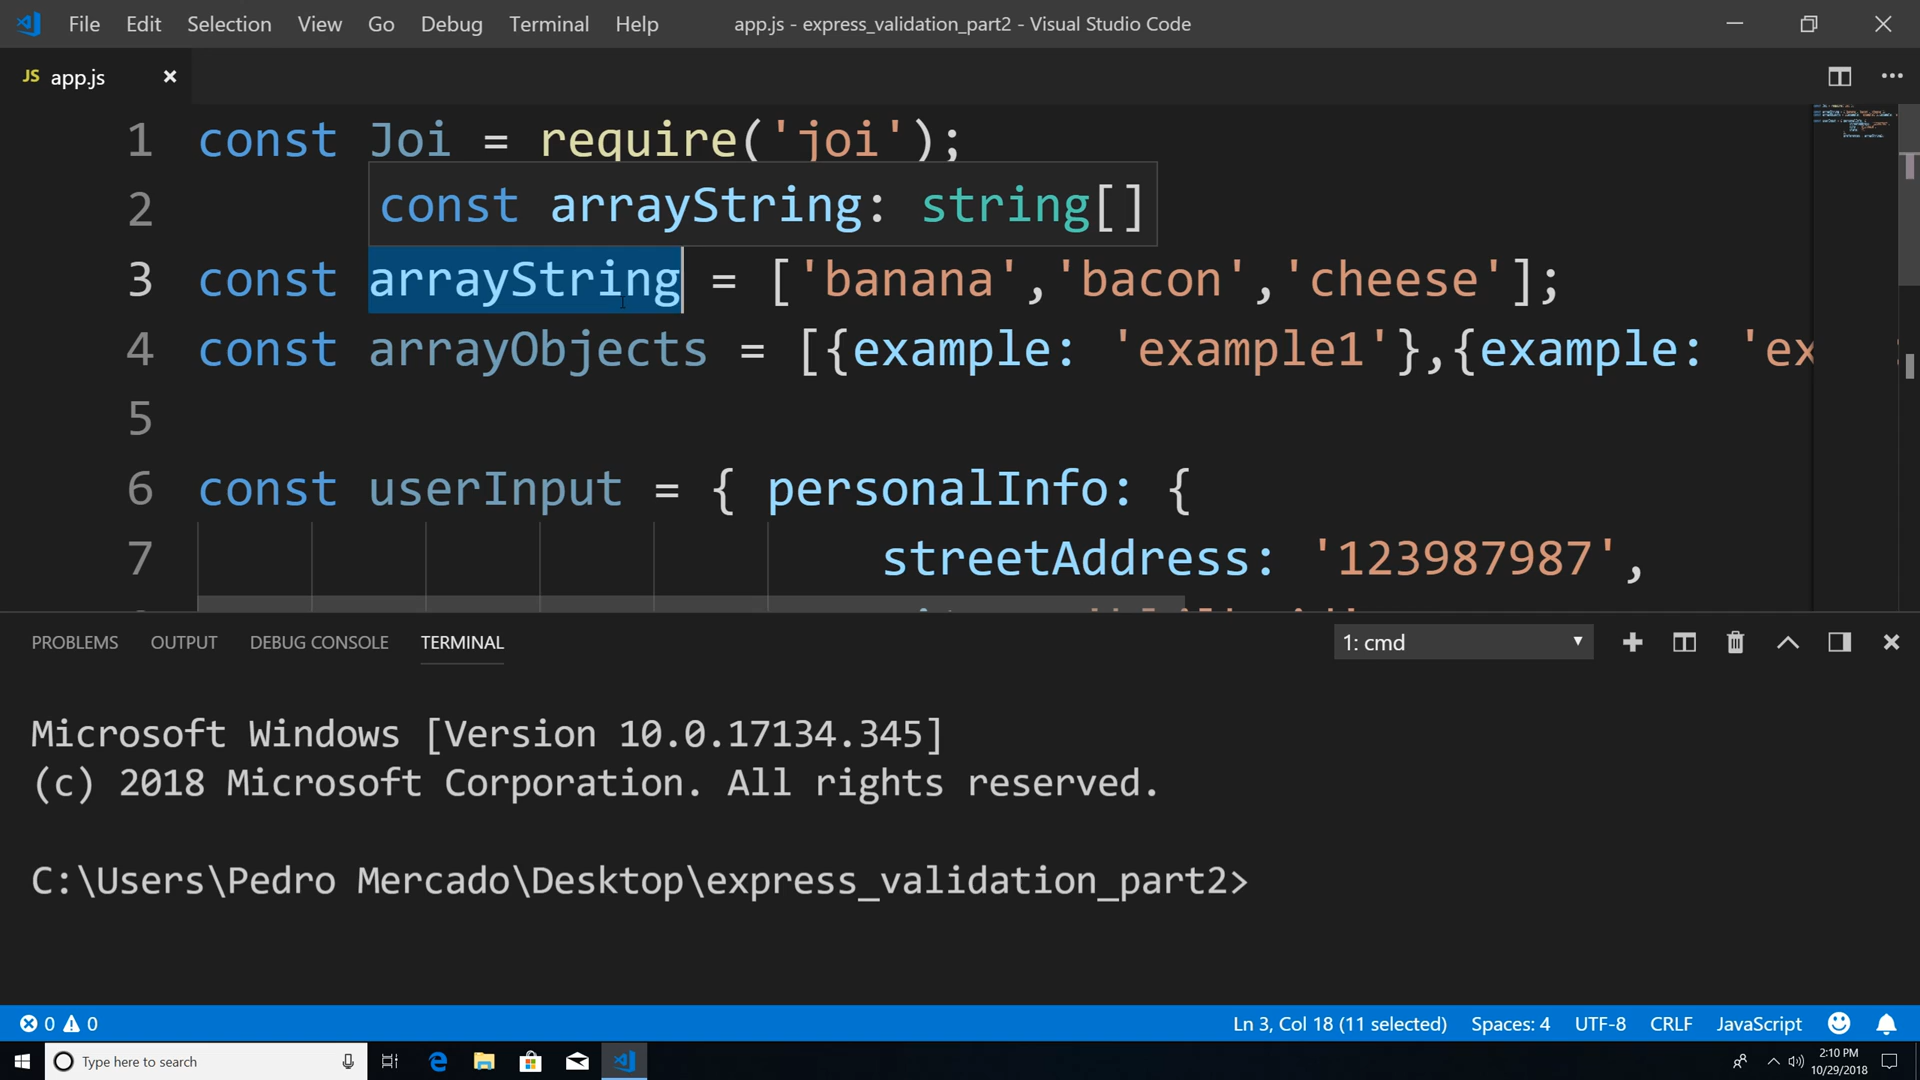 File Edit Selection View Go Debug Terminal Help app.js - express_validation_part2 - Visual Studio Code
JS app.js
1 const Joi = require('joi');
const arrayString: string[]
2
3 const arrayString = ['banana','bacon','cheese'];
4 const arrayObjects = [{example: 'example1'},{example: 'ex
5
6 const userInput = { personalInfo: {
7 streetAddress: '123987987',
PROBLEMS OUTPUT DEBUG CONSOLE TERMINAL 1: cmd
Microsoft Windows [Version 10.0.17134.345]
(c) 2018 Microsoft Corporation. All rights reserved.
C:\Users\Pedro Mercado\Desktop\express_validation_part2>
0 0 Ln 3, Col 18 (11 selected) Spaces: 4 UTF-8 CRLF JavaScript
Type here to search 2:10 PM
10/29/2018